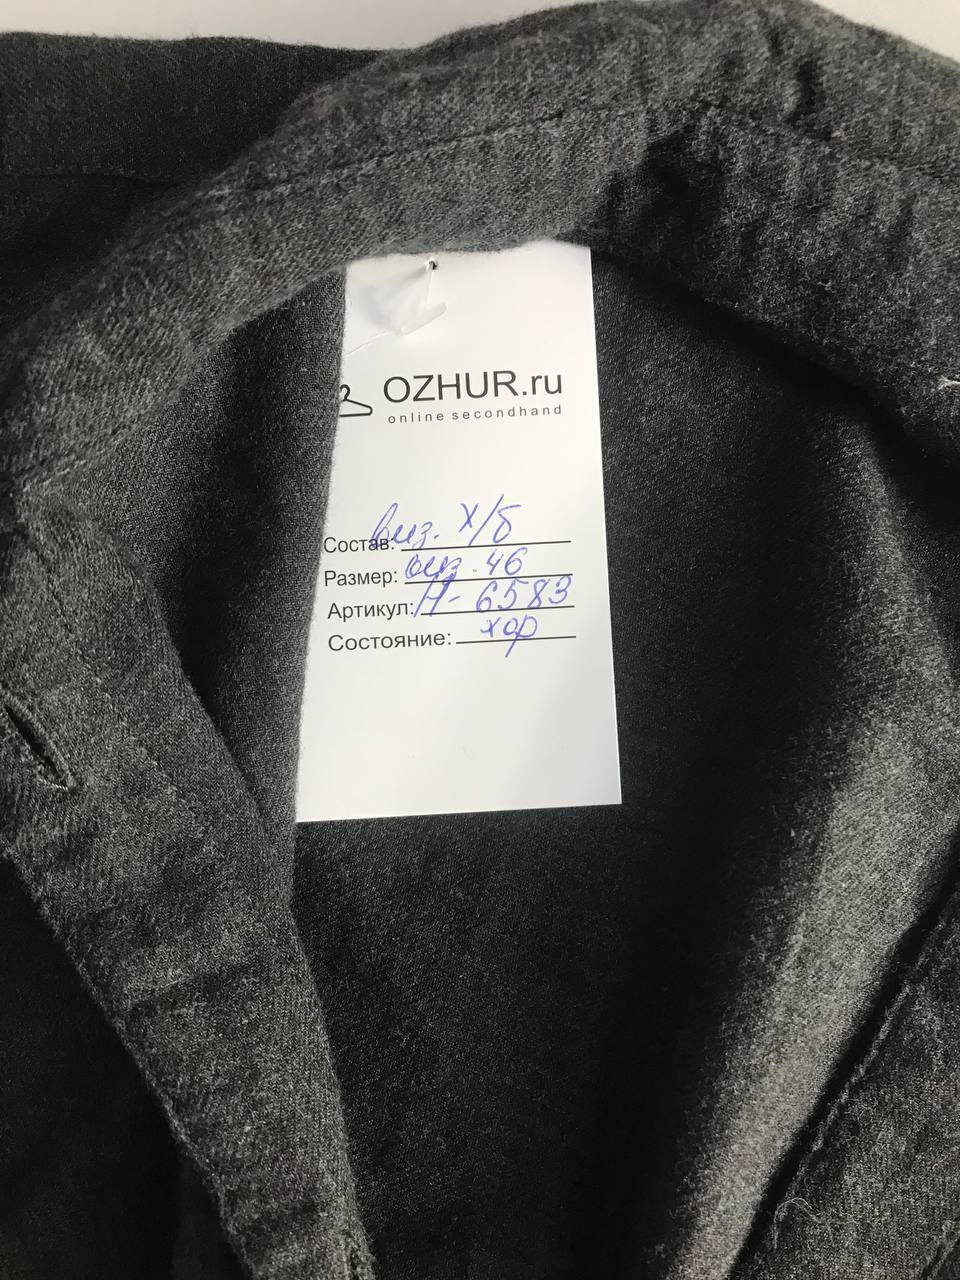 OZHUR.ru
online secondhand
Состав: виз. х/б
Размер: виз. 46
Артикул: Н-6583
Состояние: хор